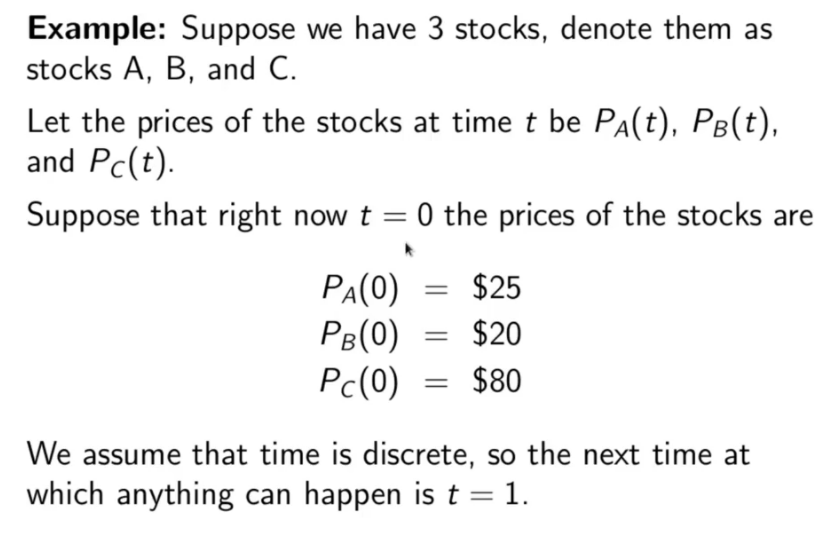 Example: Suppose we have 3 stocks, denote them as
stocks A, B, and C.
Let the prices of the stocks at time t be P_A(t), P_B(t),
and P_C(t).
Suppose that right now t = 0 the prices of the stocks are
P_A(0) = $25
P_B(0) = $20
P_C(0) = $80
We assume that time is discrete, so the next time at
which anything can happen is t = 1.